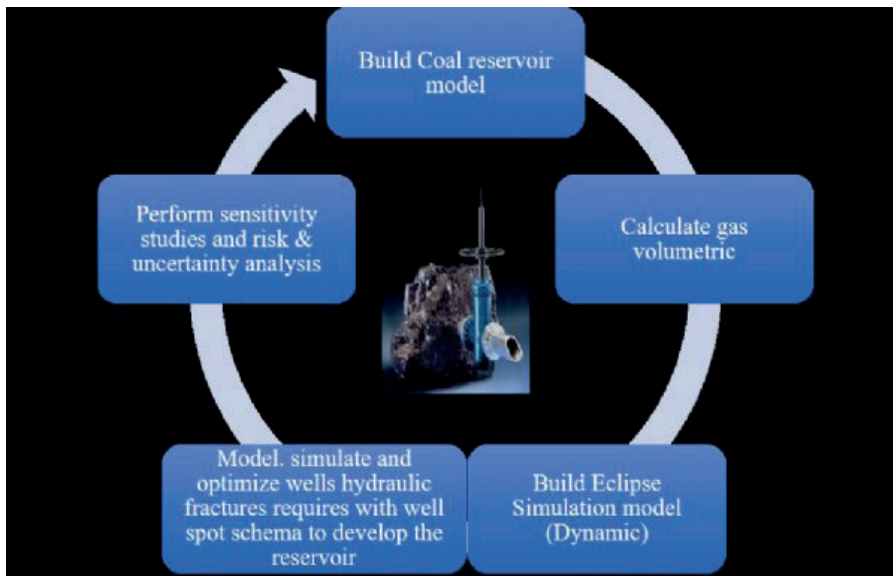 Build Coal reservoir
model
Calculate gas
volumetric
Build Eclipse
Simulation model
(Dynamic)
Model. simulate and
optimize wells hydraulic
fractures requires with well
spot schema to develop the
reservoir
Perform sensitivity
studies and risk &
uncertainty analysis